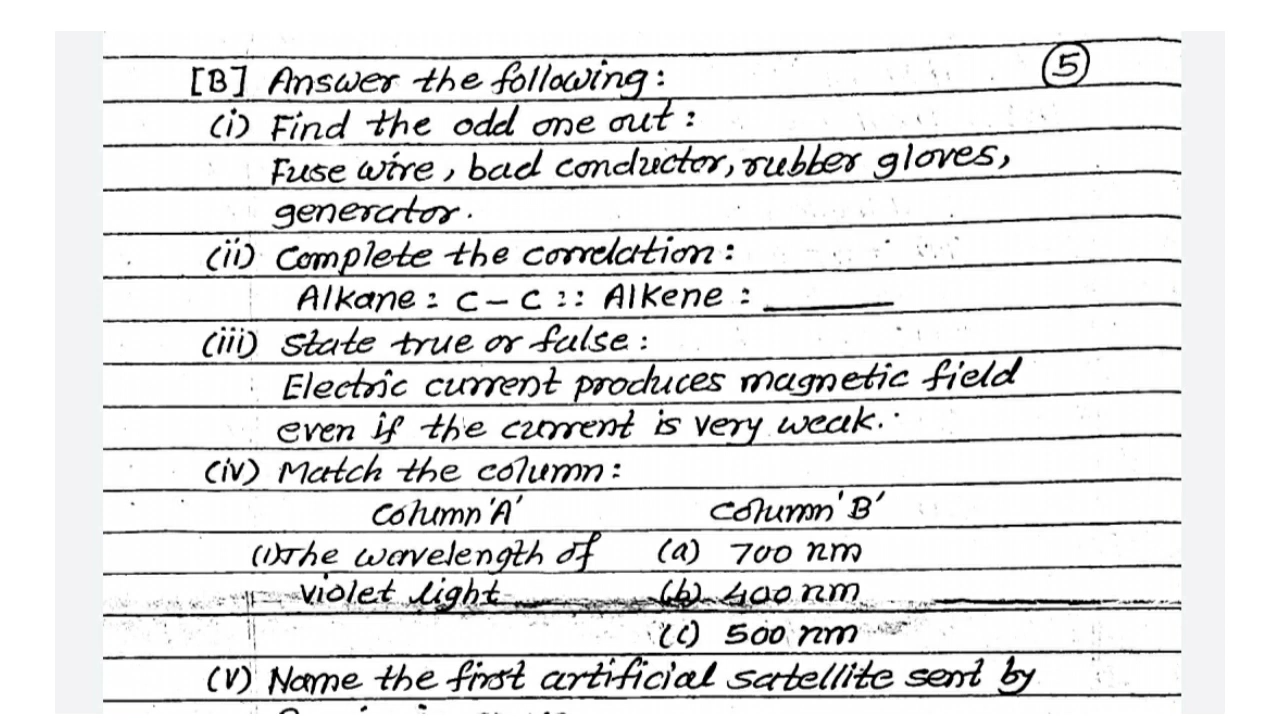 [B] Answer the following: (5)
(i) Find the odd one out:
Fuse wire, bad conductor, rubber gloves,
generator.
(ii) Complete the correlation:
Alkane : C – C :: Alkene : ______
(iii) State true or false:
Electric current produces magnetic field
even if the current is very weak.
(iv) Match the column:
Column 'A' Column 'B'
(1) The wavelength of (a) 700 nm
violet light (b) 400 nm
(c) 500 nm
(v) Name the first artificial satellite sent by